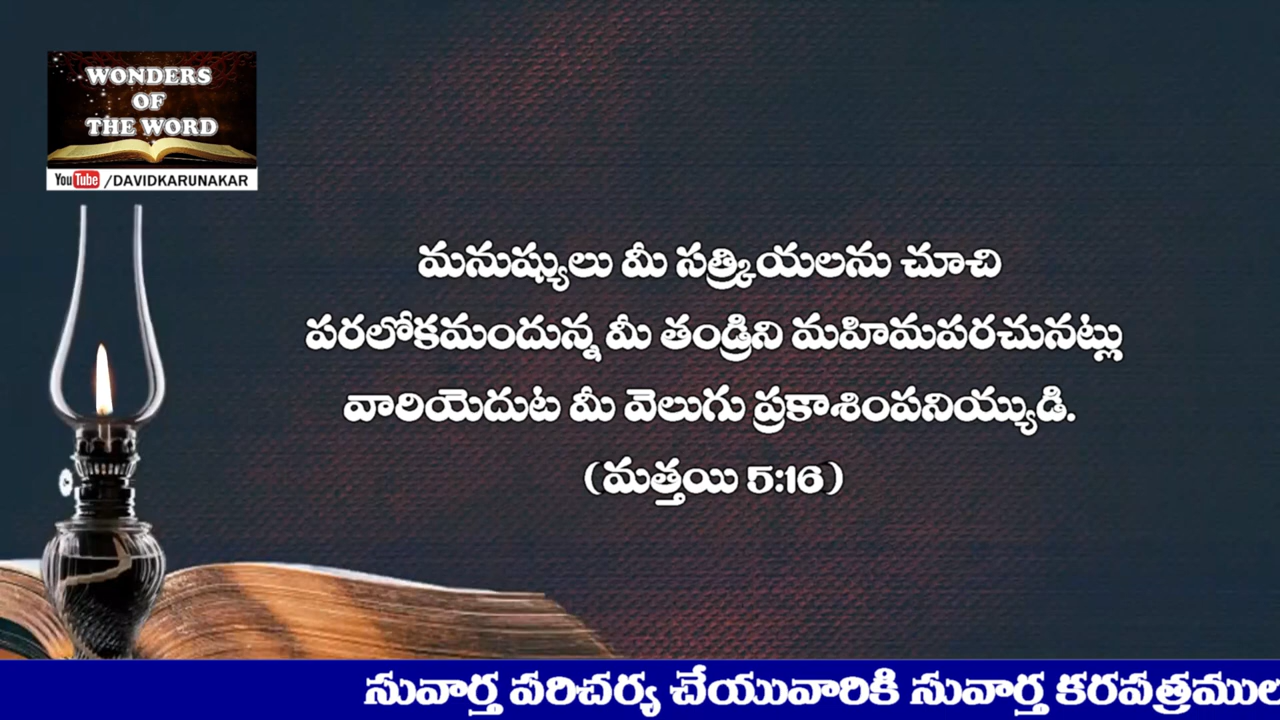 WONDERS
OF
THE WORD
YouTube /DAVIDKARUNAKAR
మనుష్యులు మీ సత్క్రియలను చూచి
పరలోకమందున్న మీ తండ్రిని మహిమపరచునట్లు
వారియెదుట మీ వెలుగు ప్రకాశింపనియ్యుడి.
(మత్తయి 5:16)
సువార్త పరిచర్య చేయువారికి సువార్త కరపత్రముల